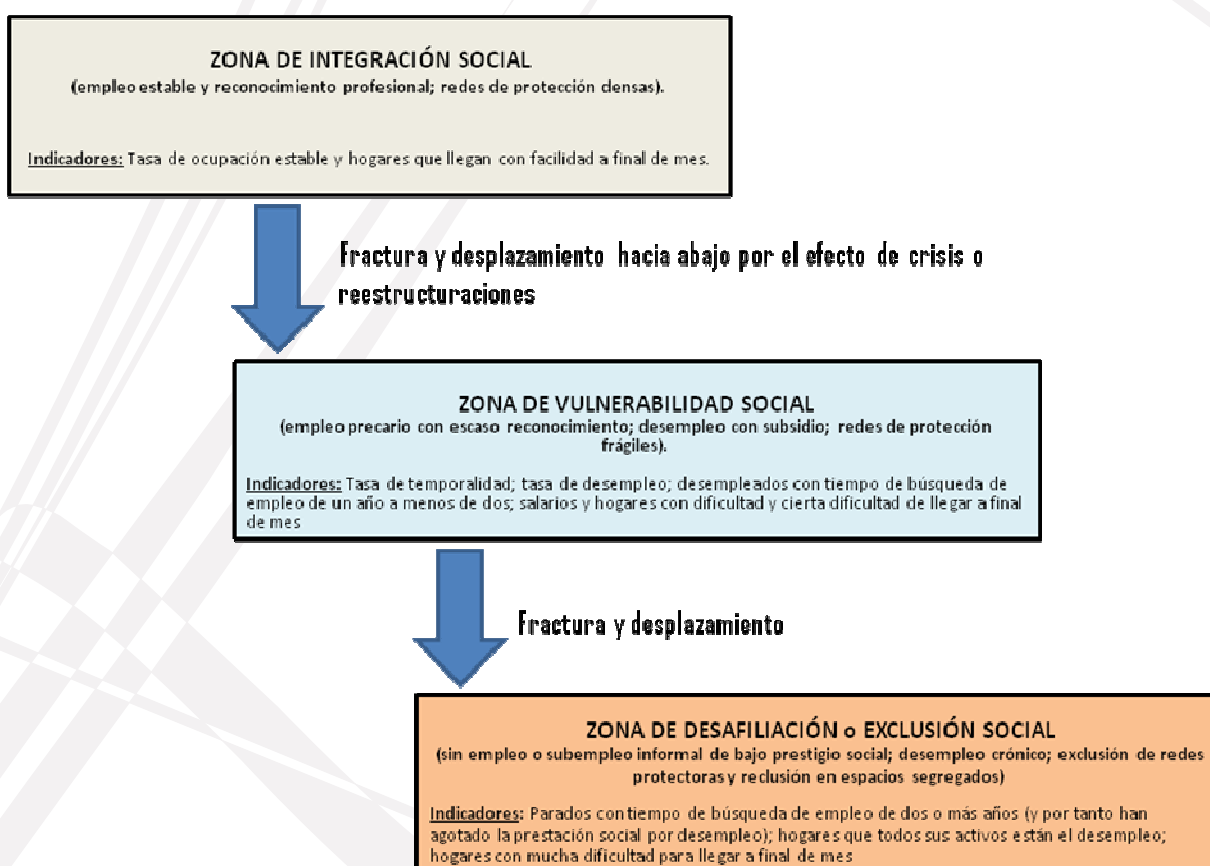 ZONA DE INTEGRACIÓN SOCIAL
(empleo estable y reconocimiento profesional; redes de protección densas).
Indicadores: Tasa de ocupación estable y hogares que llegan con facilidad a final de mes.
Fractura y desplazamiento hacia abajo por el efecto de crisis o
reestructuraciones
ZONA DE VULNERABILIDAD SOCIAL
(empleo precario con escaso reconocimiento; desempleo con subsidio; redes de protección
frágiles).
Indicadores: Tasa de temporalidad; tasa de desempleo; desempleados con tiempo de búsqueda de
empleo de un año a menos de dos; salarios y hogares con dificultad y cierta dificultad de llegar a final
de mes
Fractura y desplazamiento
ZONA DE DESAFILIACIÓN o EXCLUSIÓN SOCIAL
(sin empleo o subempleo informal de bajo prestigio social; desempleo crónico; exclusión de redes
protectoras y reclusión en espacios segregados)
Indicadores: Parados con tiempo de búsqueda de empleo de dos o más años (y por tanto han
agotado la prestación social por desempleo); hogares que todos sus activos están el desempleo;
hogares con mucha dificultad para llegar a final de mes